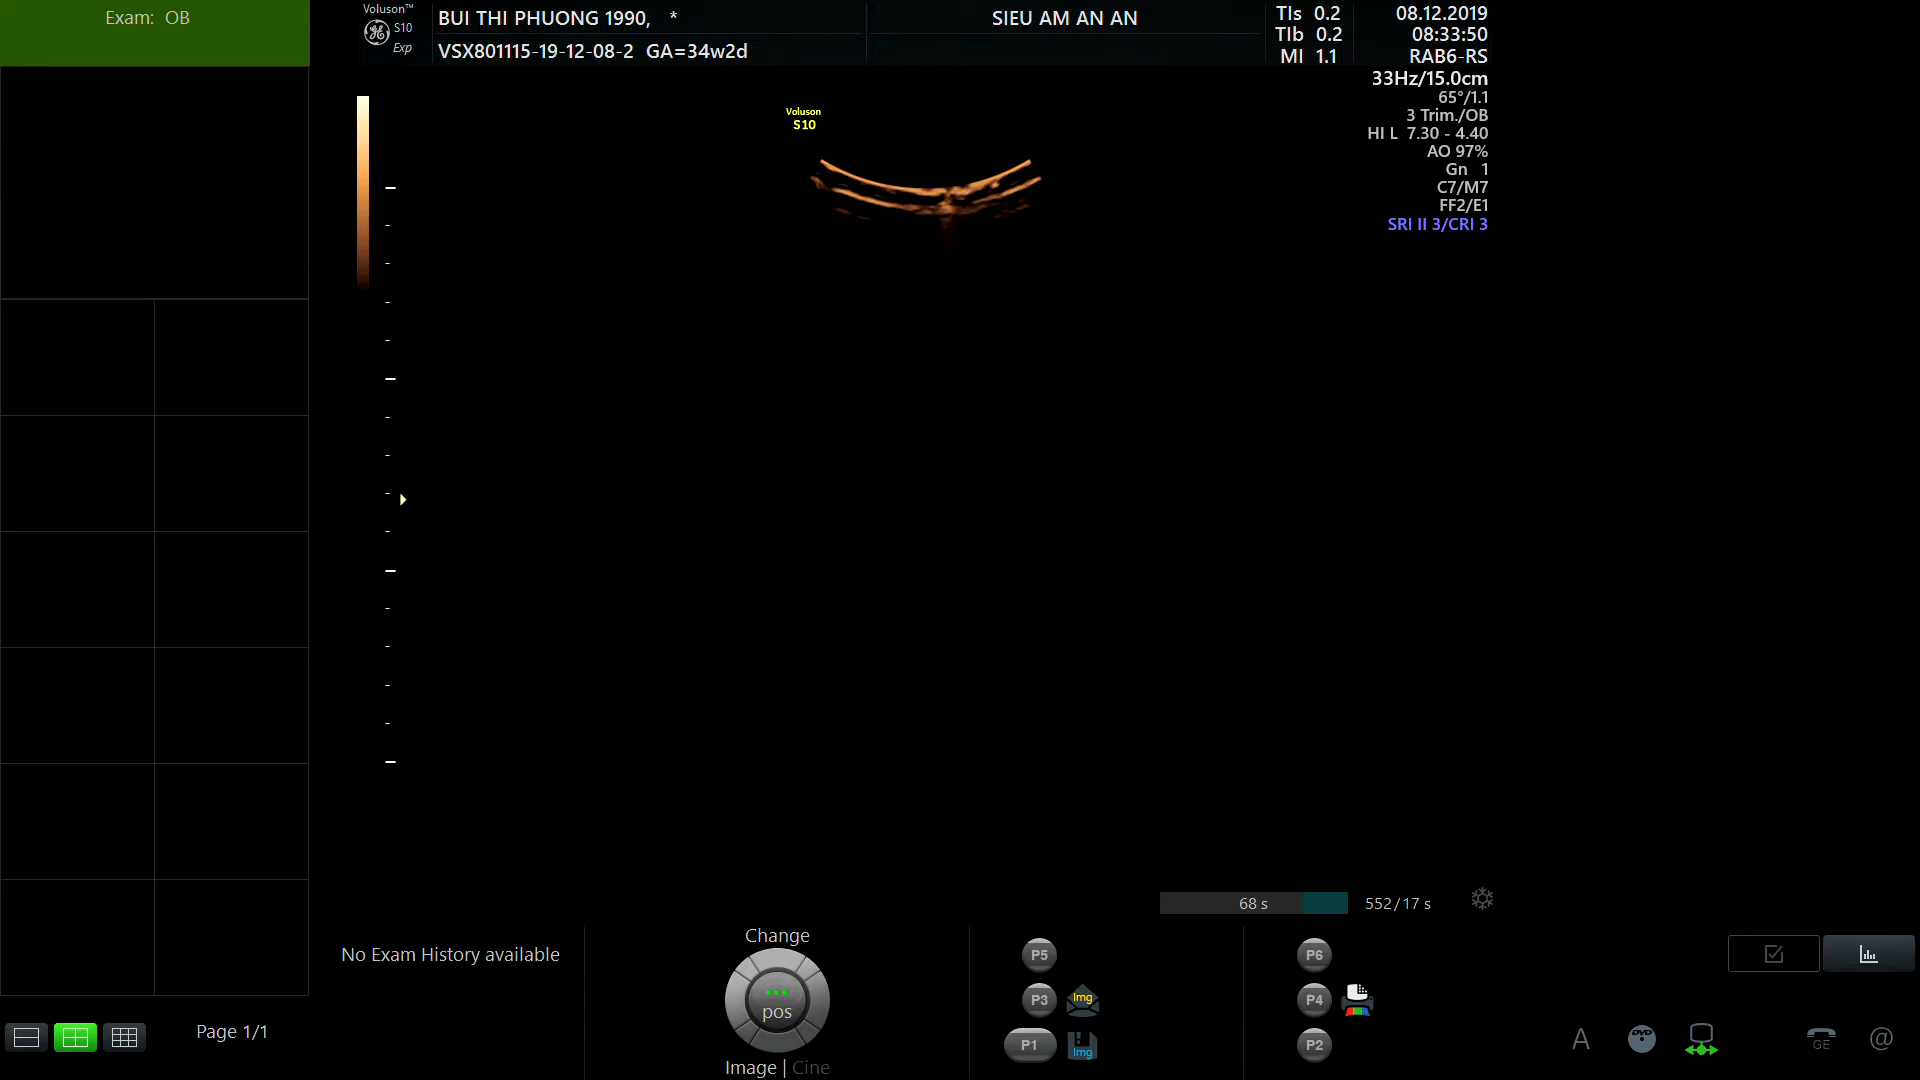 Exam: OB
Voluson™
S10
Exp
BUI THI PHUONG 1990, *
VSX801115-19-12-08-2 GA=34w2d
SIEU AM AN AN
TIs 0.2
TIb 0.2
MI 1.1
08.12.2019
08:33:50
RAB6-RS
33Hz/15.0cm
65°/1.1
3 Trim./OB
HI L 7.30 - 4.40
AO 97%
Gn 1
C7/M7
FF2/E1
SRI II 3/CRI 3
Voluson
S10
68 s
552/17 s
No Exam History available
Change
pos
Image | Cine
P5
P3
Img
P1
Img
P6
P4
P2
Page 1/1
A
DVD
GE
@